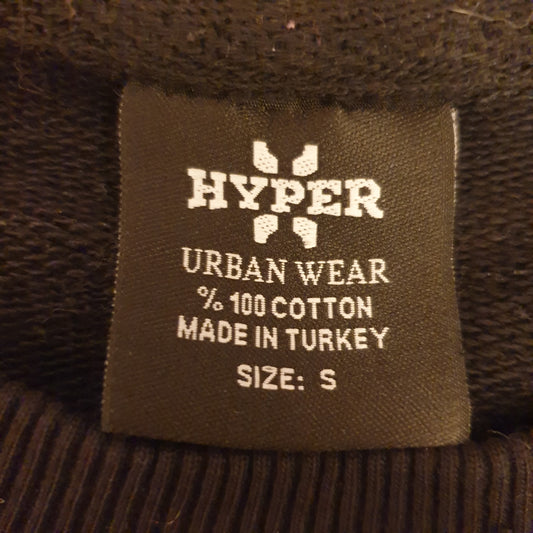 HYPER
URBAN WEAR
% 100 COTTON
MADE IN TURKEY
SIZE: S